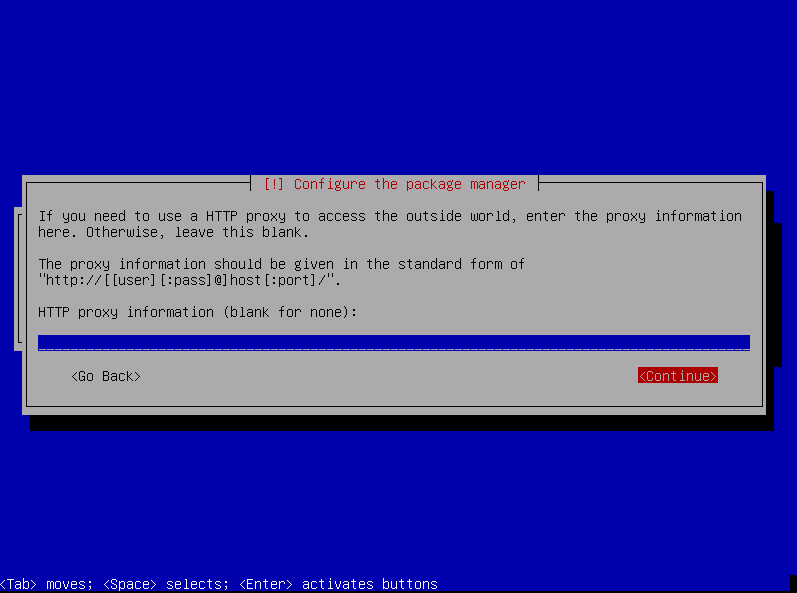 [!] Configure the package manager
If you need to use a HTTP proxy to access the outside world, enter the proxy information
here. Otherwise, leave this blank.
The proxy information should be given in the standard form of
"http://[[user][:pass]@]host[:port]/".
HTTP proxy information (blank for none):
<Go Back> <Continue>
<Tab> moves; <Space> selects; <Enter> activates buttons